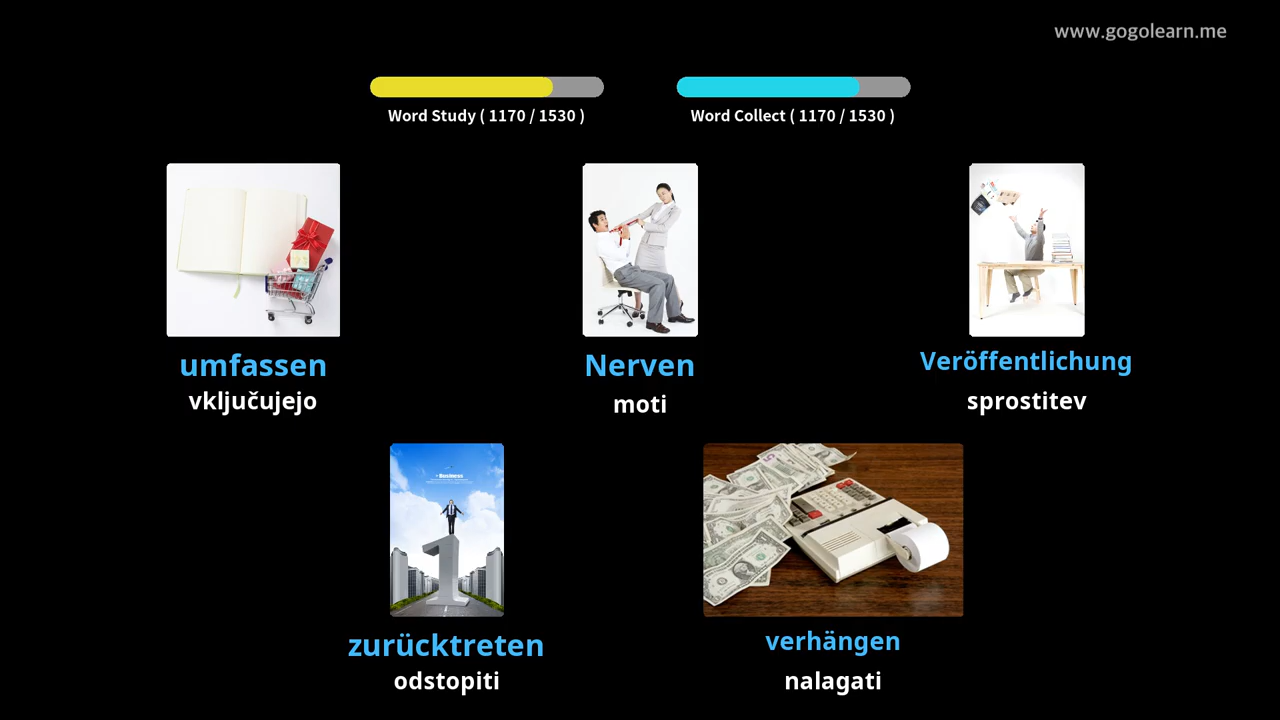 www.gogolearn.me
Word Study ( 1170 / 1530 )
Word Collect ( 1170 / 1530 )
umfassen
vključujejo
Nerven
moti
Veröffentlichung
sprostitev
Business
zurücktreten
odstopiti
verhängen
nalagati